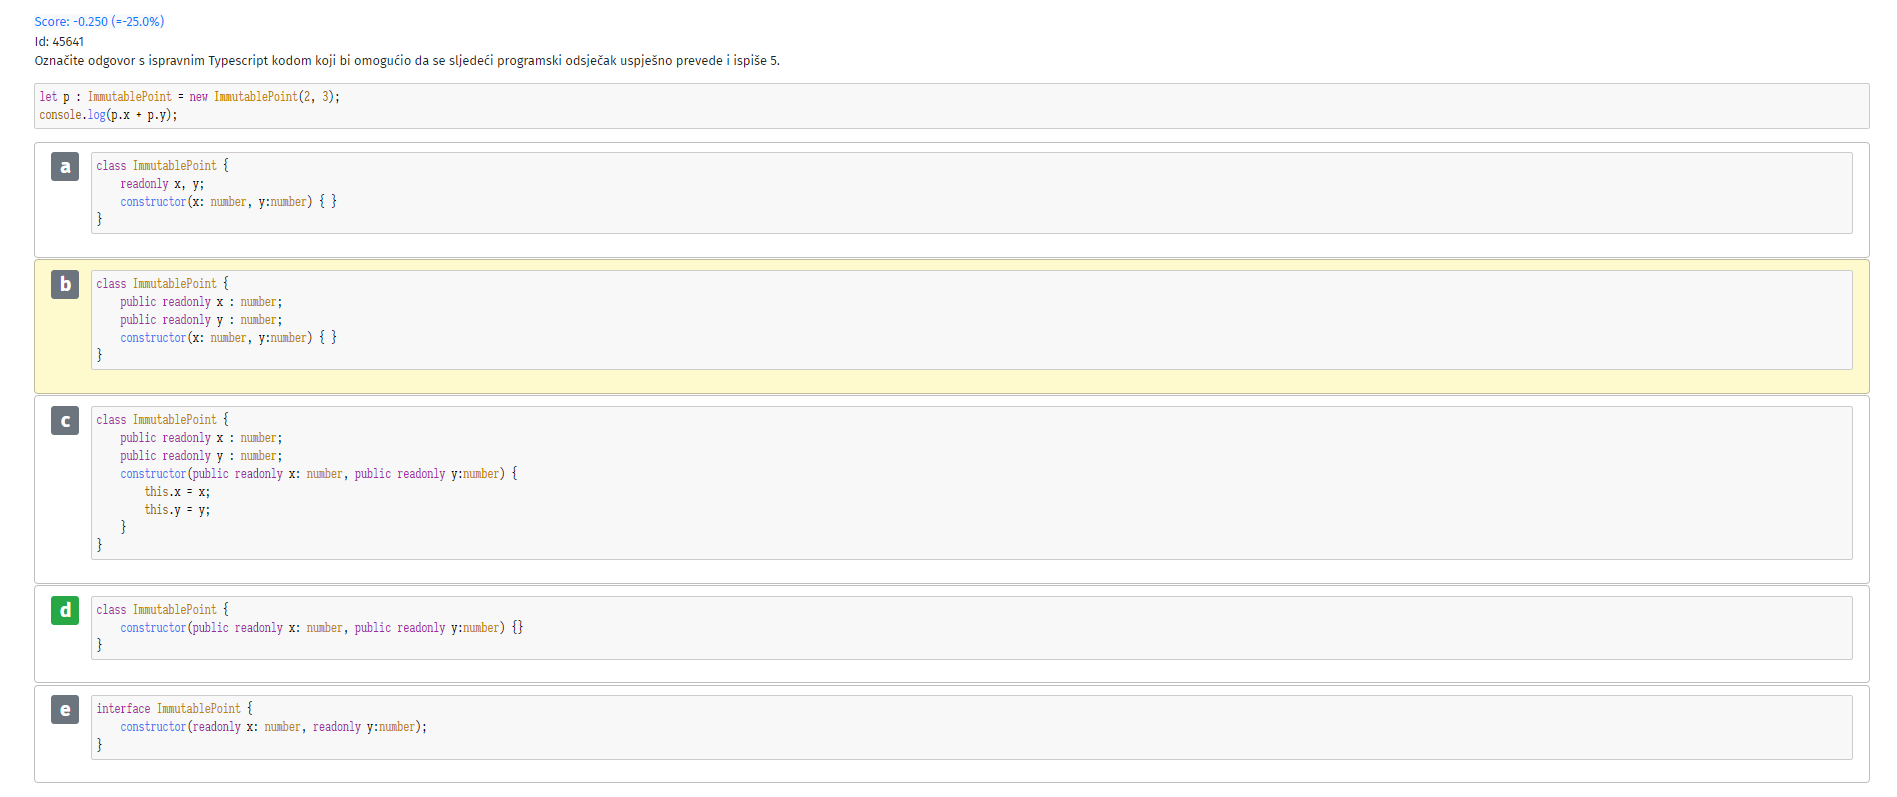 Score: -0.250 (=-25.0%)
Id: 45641
Označite odgovor s ispravnim Typescript kodom koji bi omogućio da se sljedeći programski odsječak uspješno prevede i ispiše 5.
let p : ImmutablePoint = new ImmutablePoint(2, 3);
console.log(p.x + p.y);
a
class ImmutablePoint {
    readonly x, y;
    constructor(x: number, y:number) { }
}
b
class ImmutablePoint {
    public readonly x : number;
    public readonly y : number;
    constructor(x: number, y:number) { }
}
c
class ImmutablePoint {
    public readonly x : number;
    public readonly y : number;
    constructor(public readonly x: number, public readonly y:number) {
        this.x = x;
        this.y = y;
    }
}
d
class ImmutablePoint {
    constructor(public readonly x: number, public readonly y:number) {}
}
e
interface ImmutablePoint {
    constructor(readonly x: number, readonly y:number);
}